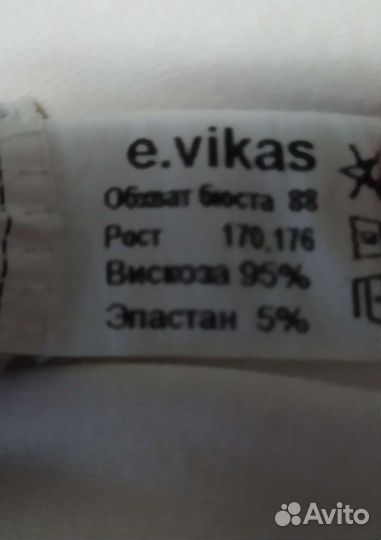 e.vikas
Обхват бюста 88
Рост 170,176
Вискоза 95%
Эластан 5%
Avito